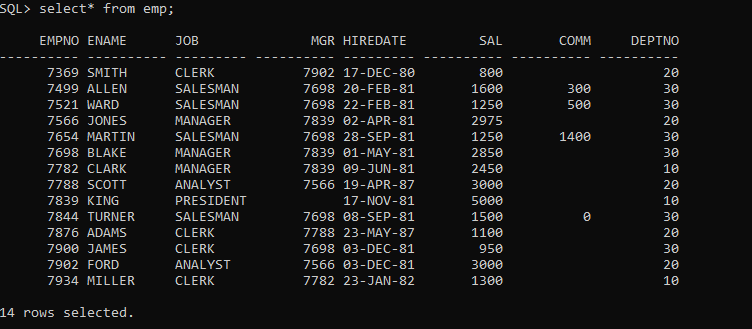 SQL> select* from emp;
     EMPNO ENAME      JOB              MGR HIREDATE         SAL       COMM     DEPTNO
---------- ---------- --------- ---------- --------- ---------- ---------- ----------
      7369 SMITH      CLERK           7902 17-DEC-80        800                    20
      7499 ALLEN      SALESMAN        7698 20-FEB-81       1600        300         30
      7521 WARD       SALESMAN        7698 22-FEB-81       1250        500         30
      7566 JONES      MANAGER         7839 02-APR-81       2975                    20
      7654 MARTIN     SALESMAN        7698 28-SEP-81       1250       1400         30
      7698 BLAKE      MANAGER         7839 01-MAY-81       2850                    30
      7782 CLARK      MANAGER         7839 09-JUN-81       2450                    10
      7788 SCOTT      ANALYST         7566 19-APR-87       3000                    20
      7839 KING       PRESIDENT            17-NOV-81       5000                    10
      7844 TURNER     SALESMAN        7698 08-SEP-81       1500          0         30
      7876 ADAMS      CLERK           7788 23-MAY-87       1100                    20
      7900 JAMES      CLERK           7698 03-DEC-81        950                    30
      7902 FORD       ANALYST         7566 03-DEC-81       3000                    20
      7934 MILLER     CLERK           7782 23-JAN-82       1300                    10
14 rows selected.